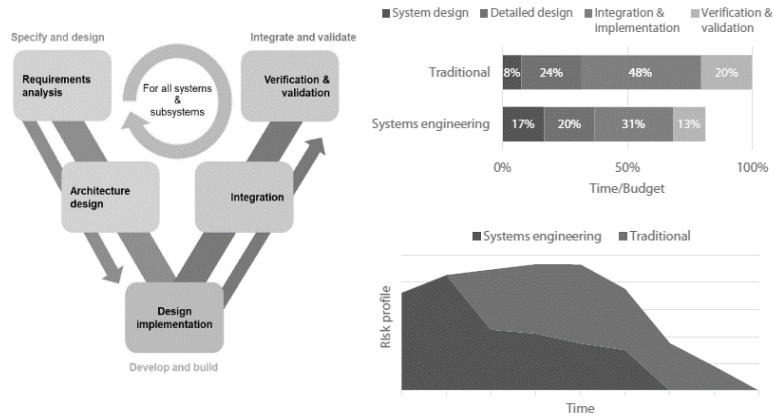 Specify and design
Integrate and validate
Requirements
analysis
For all systems
&
subsystems
Verification &
validation
Architecture
design
Integration
Design
implementation
Develop and build
System design
Detailed design
Integration &
implementation
Verification &
validation
Traditional
8%
24%
48%
20%
Systems engineering
17%
20%
31%
13%
0%
50%
100%
Time/Budget
Systems engineering
Traditional
Risk profile
Time